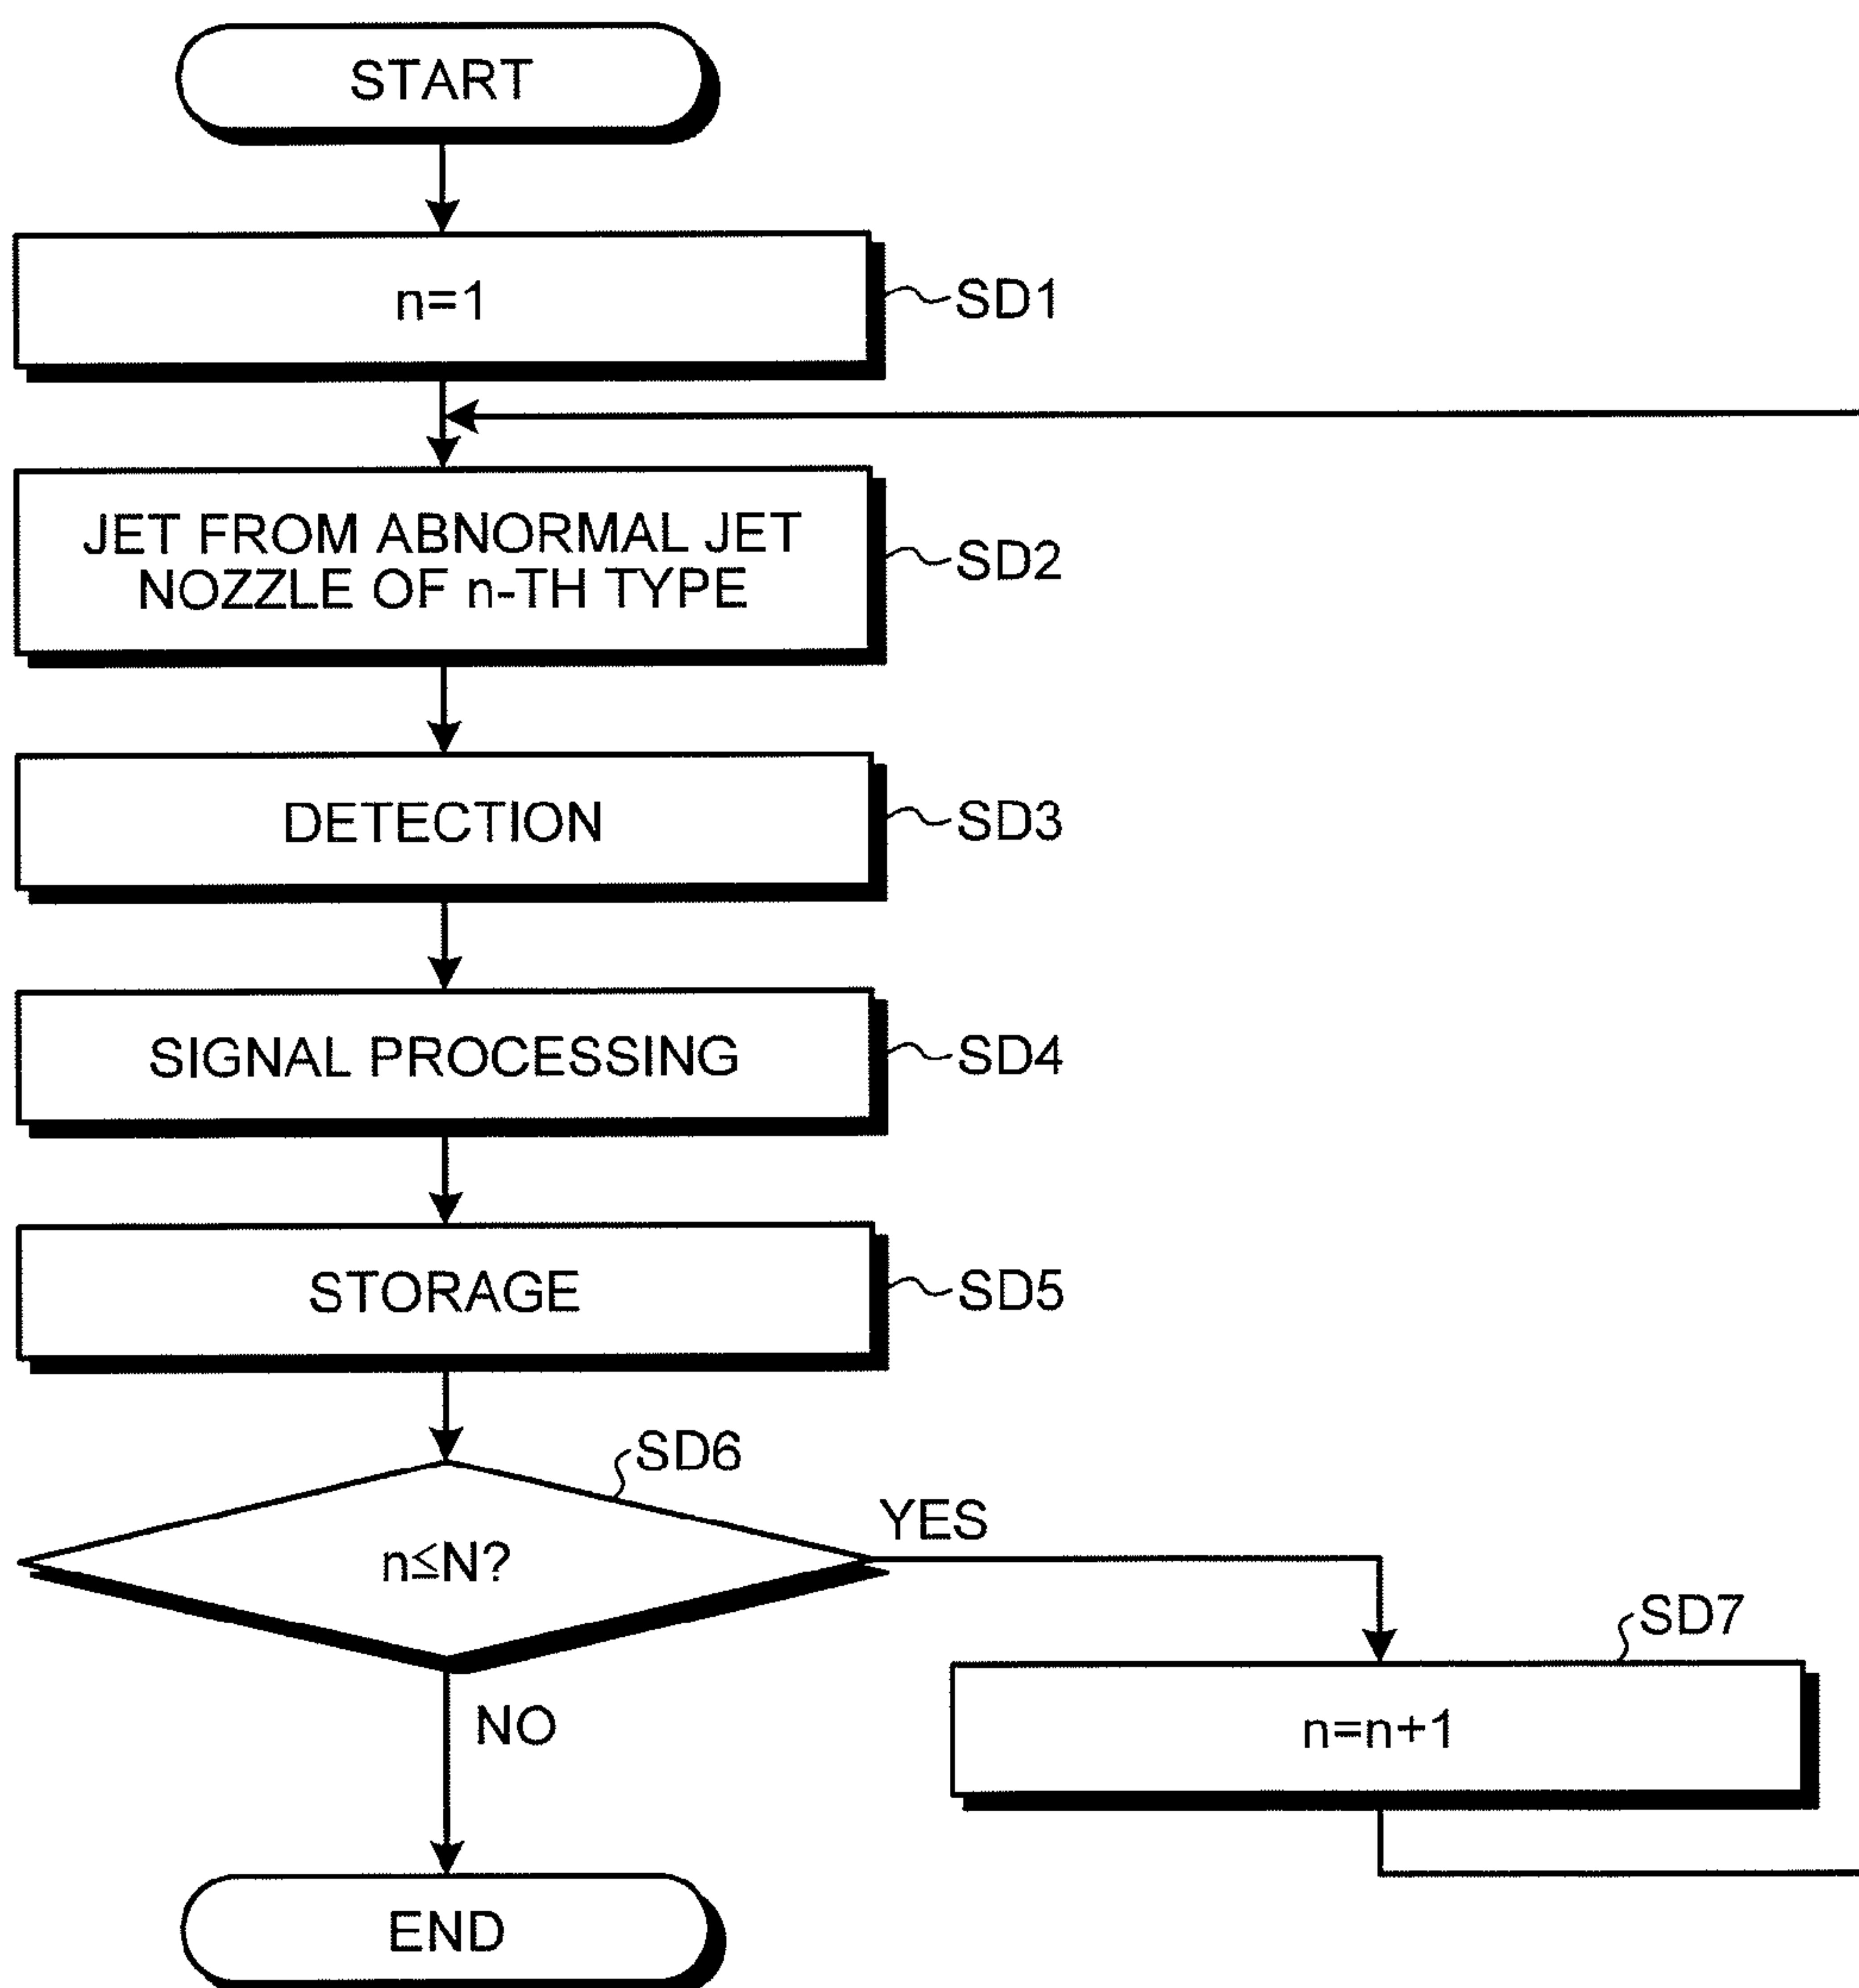 START
n=1
SD1
JET FROM ABNORMAL JET
NOZZLE OF n-TH TYPE
SD2
DETECTION
SD3
SIGNAL PROCESSING
SD4
STORAGE
SD5
SD6
n≤N?
YES
NO
SD7
n=n+1
END